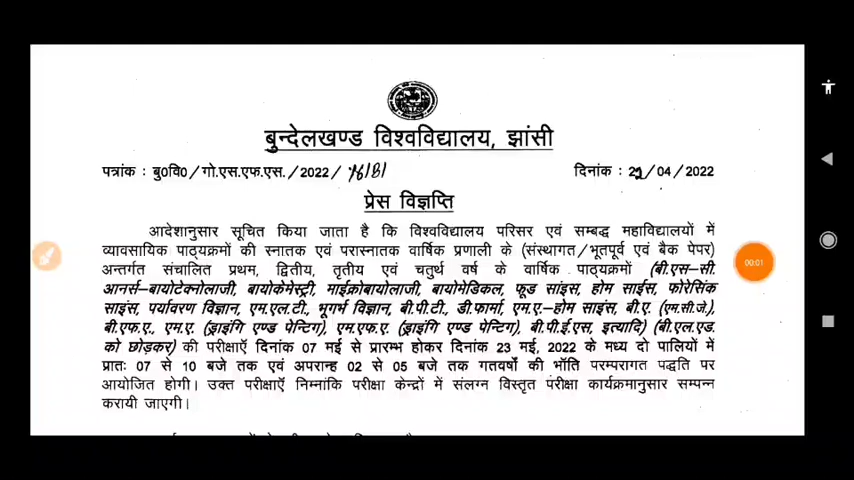 बुन्देलखण्ड विश्वविद्यालय, झांसी
पत्रांक : बु0वि0/गो.एस.एफ.एस./2022/
दिनांक : 22/04/2022
प्रेस विज्ञप्ति
आदेशानुसार सूचित किया जाता है कि विश्वविद्यालय परिसर एवं सम्बद्ध महाविद्यालयों में
व्यावसायिक पाठ्यक्रमों की स्नातक एवं परास्नातक वार्षिक प्रणाली के (संस्थागत/भूतपूर्व एवं बैक पेपर)
अन्तर्गत संचालित प्रथम, द्वितीय, तृतीय एवं चतुर्थ वर्ष के वार्षिक पाठ्यक्रमों (बी.एस-सी.
आनर्स-बायोटेक्नोलाजी, बायोकेमेस्ट्री, माईक्रोबायोलाजी, बायोमेडिकल, फूड सांइस, होम साईंस, फोरेसिंक
साइंस, पर्यावरण विज्ञान, एम.एल.टी., भूगर्भ विज्ञान, बी.पी.टी., डी.फार्मा, एम.ए.-होम साइंस, बी.ए. (एम.सी.जे.),
बी.एफ.ए., एम.ए. (ड्राइंगि एण्ड पेन्टिग), एम.एफ.ए. (ड्राइंगि एण्ड पेन्टिग), बी.पी.ई.एस. इत्यादि) (बी.एल.एड.
को छोड़कर) की परीक्षाऐं दिनांक 07 मई से प्रारम्भ होकर दिनांक 23 मई, 2022 के मध्य दो पालियों में
प्रातः 07 से 10 बजे तक एवं अपरान्ह 02 से 05 बजे तक गतवर्षों की भाँति परम्परागत पद्धति पर
आयोजित होगी। उक्त परीक्षाऐं निम्नांकि परीक्षा केन्द्रों में संलग्न विस्तृत परीक्षा कार्यक्रमानुसार सम्पन्न
करायी जाएगी।
00:01